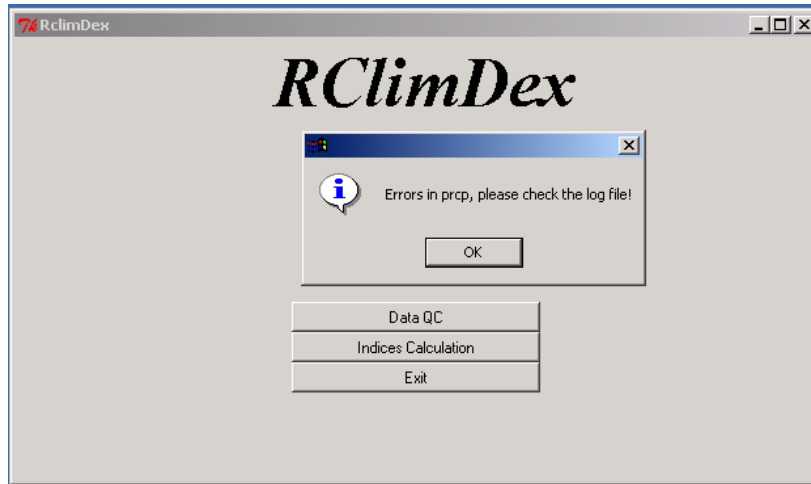 RclimDex
RClimDex
Errors in prcp, please check the log file!
OK
Data QC
Indices Calculation
Exit